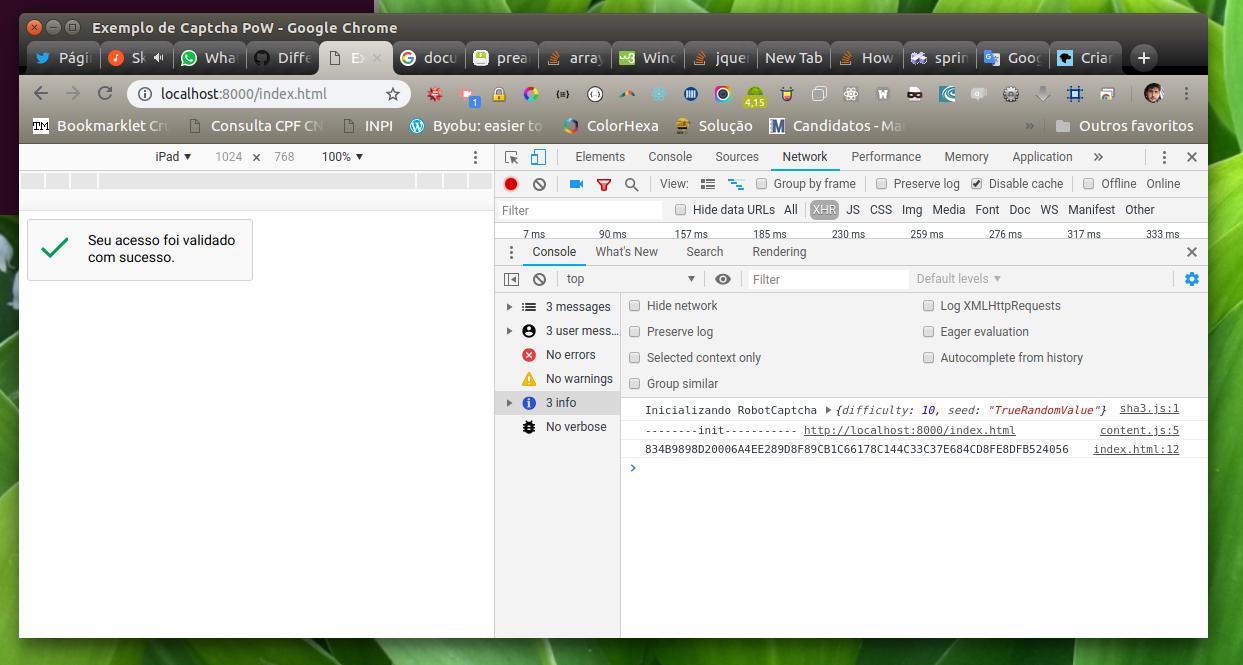 Exemplo de Captcha PoW - Google Chrome
Pági Sk Wha Diffe Ex docu prear array Winc jquer New Tab How sprin Goog Criar
localhost:8000/index.html 1 4,15
Bookmarklet Cru Consulta CPF CN INPI Byobu: easier to ColorHexa Solução Candidatos - Ma » Outros favoritos
iPad ▼ 1024 × 768 100% ▼
Elements Console Sources Network Performance Memory Application »
View: Group by frame Preserve log Disable cache Offline Online
Filter Hide data URLs All XHR JS CSS Img Media Font Doc WS Manifest Other
7 ms 90 ms 157 ms 185 ms 230 ms 259 ms 276 ms 317 ms 333 ms
Seu acesso foi validado
com sucesso.
Console What's New Search Rendering
top ▼ Filter Default levels ▼
3 messages
3 user mess…
No errors
No warnings
3 info
No verbose
Hide network Log XMLHttpRequests
Preserve log Eager evaluation
Selected context only Autocomplete from history
Group similar
Inicializando RobotCaptcha {difficulty: 10, seed: "TrueRandomValue"} sha3.js:1
--------init----------- http://localhost:8000/index.html content.js:5
834B9898D20006A4EE289D8F89CB1C66178C144C33C37E684CD8FE8DFB524056 index.html:12